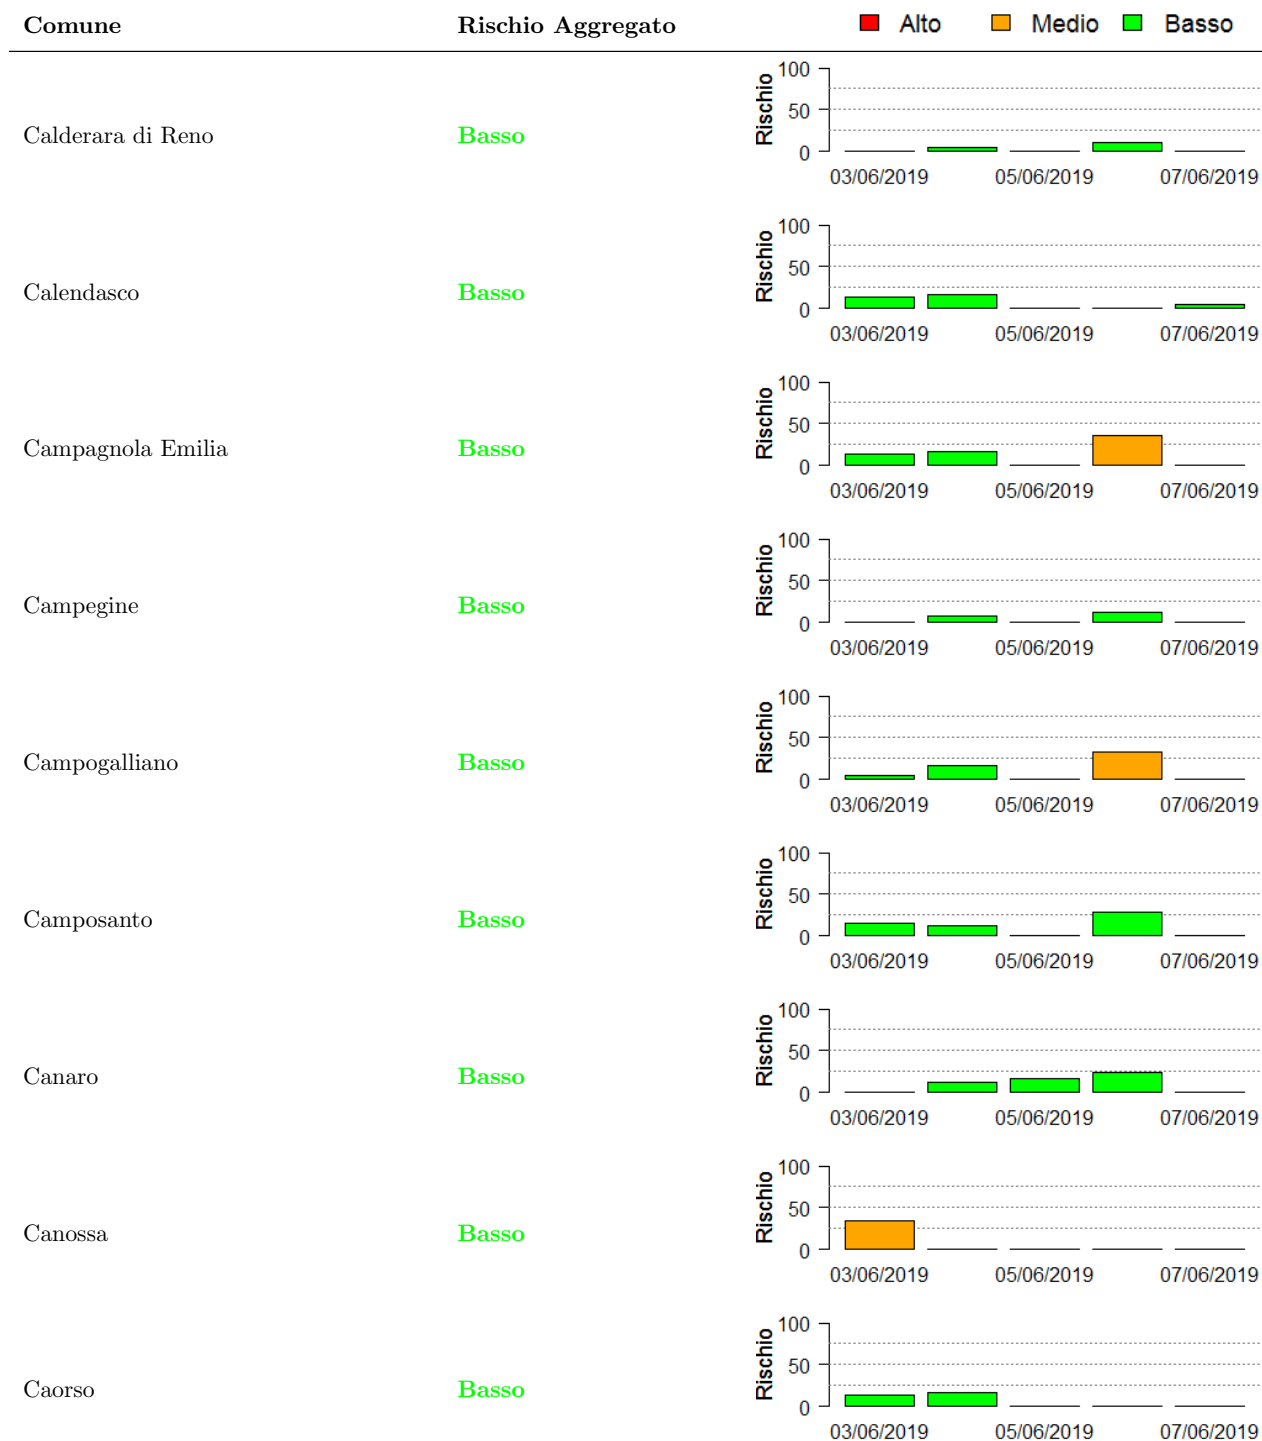 Comune Rischio Aggregato Alto Medio Basso
Calderara di Reno Basso Rischio 100 50 0
03/06/2019 05/06/2019 07/06/2019
Calendasco Basso Rischio 100 50 0
03/06/2019 05/06/2019 07/06/2019
Campagnola Emilia Basso Rischio 100 50 0
03/06/2019 05/06/2019 07/06/2019
Campegine Basso Rischio 100 50 0
03/06/2019 05/06/2019 07/06/2019
Campogalliano Basso Rischio 100 50 0
03/06/2019 05/06/2019 07/06/2019
Camposanto Basso Rischio 100 50 0
03/06/2019 05/06/2019 07/06/2019
Canaro Basso Rischio 100 50 0
03/06/2019 05/06/2019 07/06/2019
Canossa Basso Rischio 100 50 0
03/06/2019 05/06/2019 07/06/2019
Caorso Basso Rischio 100 50 0
03/06/2019 05/06/2019 07/06/2019